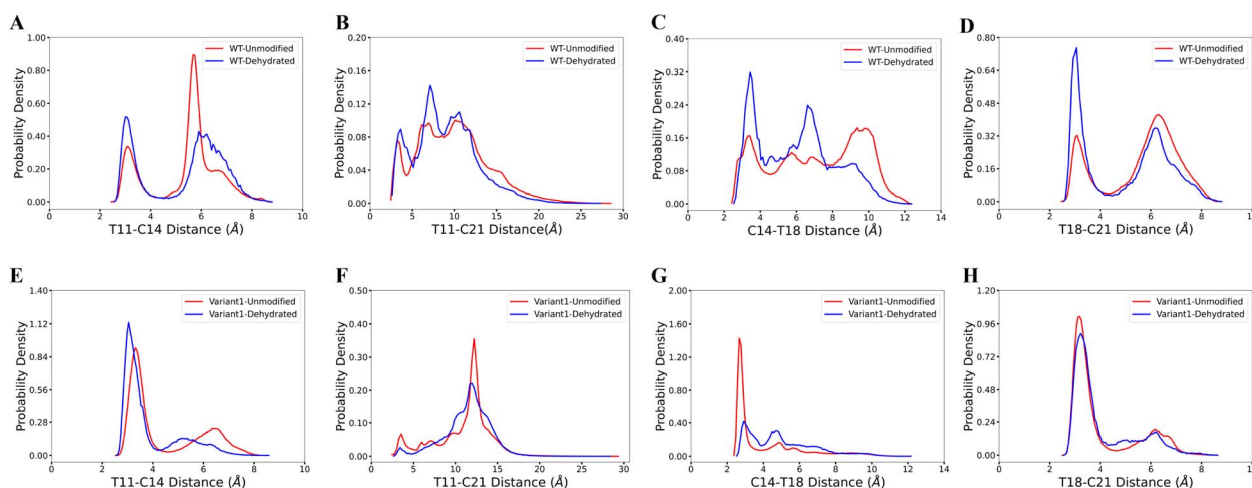 A
1.00
0.80
0.60
0.40
0.20
0.00
Probability Density
0
2
4
6
8
10
T11-C14 Distance (Å)
WT-Unmodified
WT-Dehydrated
B
0.20
0.16
0.12
0.08
0.04
0.00
Probability Density
0
5
10
15
20
25
30
T11-C21 Distance(Å)
WT-Unmodified
WT-Dehydrated
C
0.40
0.32
0.24
0.16
0.08
0.00
Probability Density
0
2
4
6
8
10
12
14
C14-T18 Distance (Å)
WT-Unmodified
WT-Dehydrated
D
0.80
0.64
0.48
0.32
0.16
0.00
Probability Density
0
2
4
6
8
T18-C21 Distance (Å)
WT-Unmodified
WT-Dehydrated
E
1.40
1.12
0.84
0.56
0.28
0.00
Probability Density
0
2
4
6
8
10
T11-C14 Distance (Å)
Variant1-Unmodified
Variant1-Dehydrated
F
0.50
0.40
0.30
0.20
0.10
0.00
Probability Density
0
5
10
15
20
25
30
T11-C21 Distance (Å)
Variant1-Unmodified
Variant1-Dehydrated
G
2.00
1.60
1.20
0.80
0.40
0.00
Probability Density
0
2
4
6
8
10
12
14
C14-T18 Distance (Å)
Variant1-Unmodified
Variant1-Dehydrated
H
1.20
0.96
0.72
0.48
0.24
0.00
Probability Density
0
2
4
6
8
T18-C21 Distance (Å)
Variant1-Unmodified
Variant1-Dehydrated